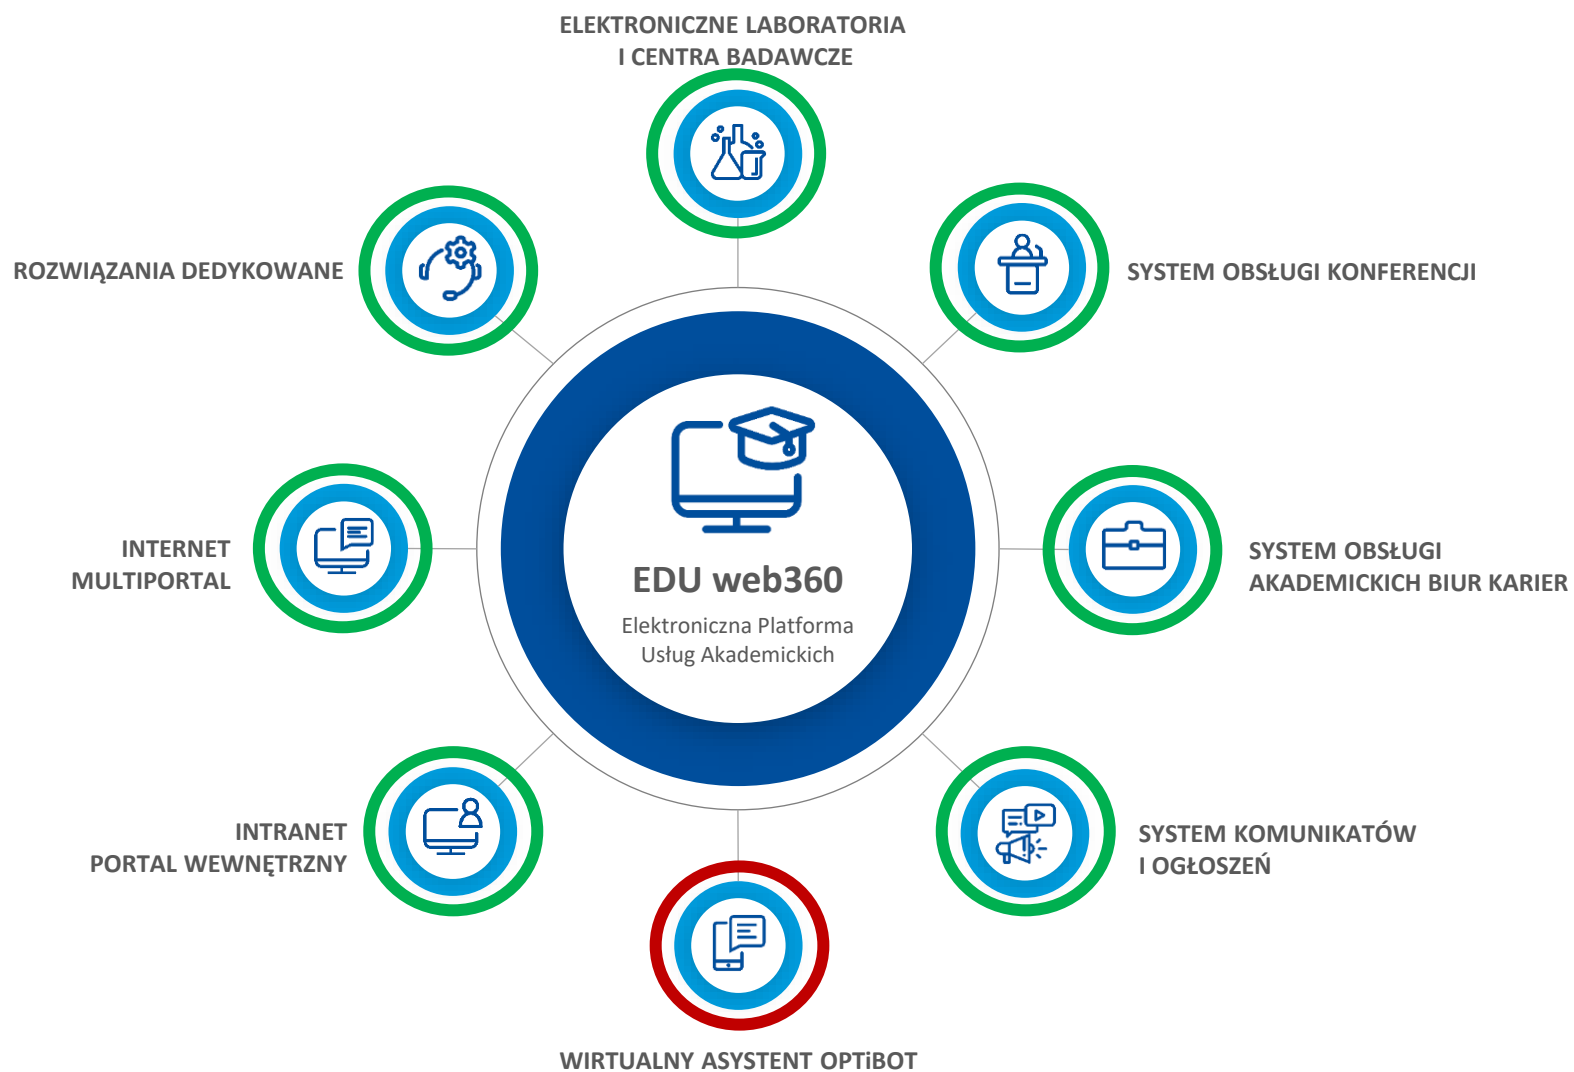 ELEKTRONICZNE LABORATORIA
I CENTRA BADAWCZE
ROZWIĄZANIA DEDYKOWANE
SYSTEM OBSŁUGI KONFERENCJI
INTERNET
MULTIPORTAL
EDU web360
Elektroniczna Platforma
Usług Akademickich
SYSTEM OBSŁUGI
AKADEMICKICH BIUR KARIER
INTRANET
PORTAL WEWNĘTRZNY
SYSTEM KOMUNIKATÓW
I OGŁOSZEŃ
WIRTUALNY ASYSTENT OPTiBOT